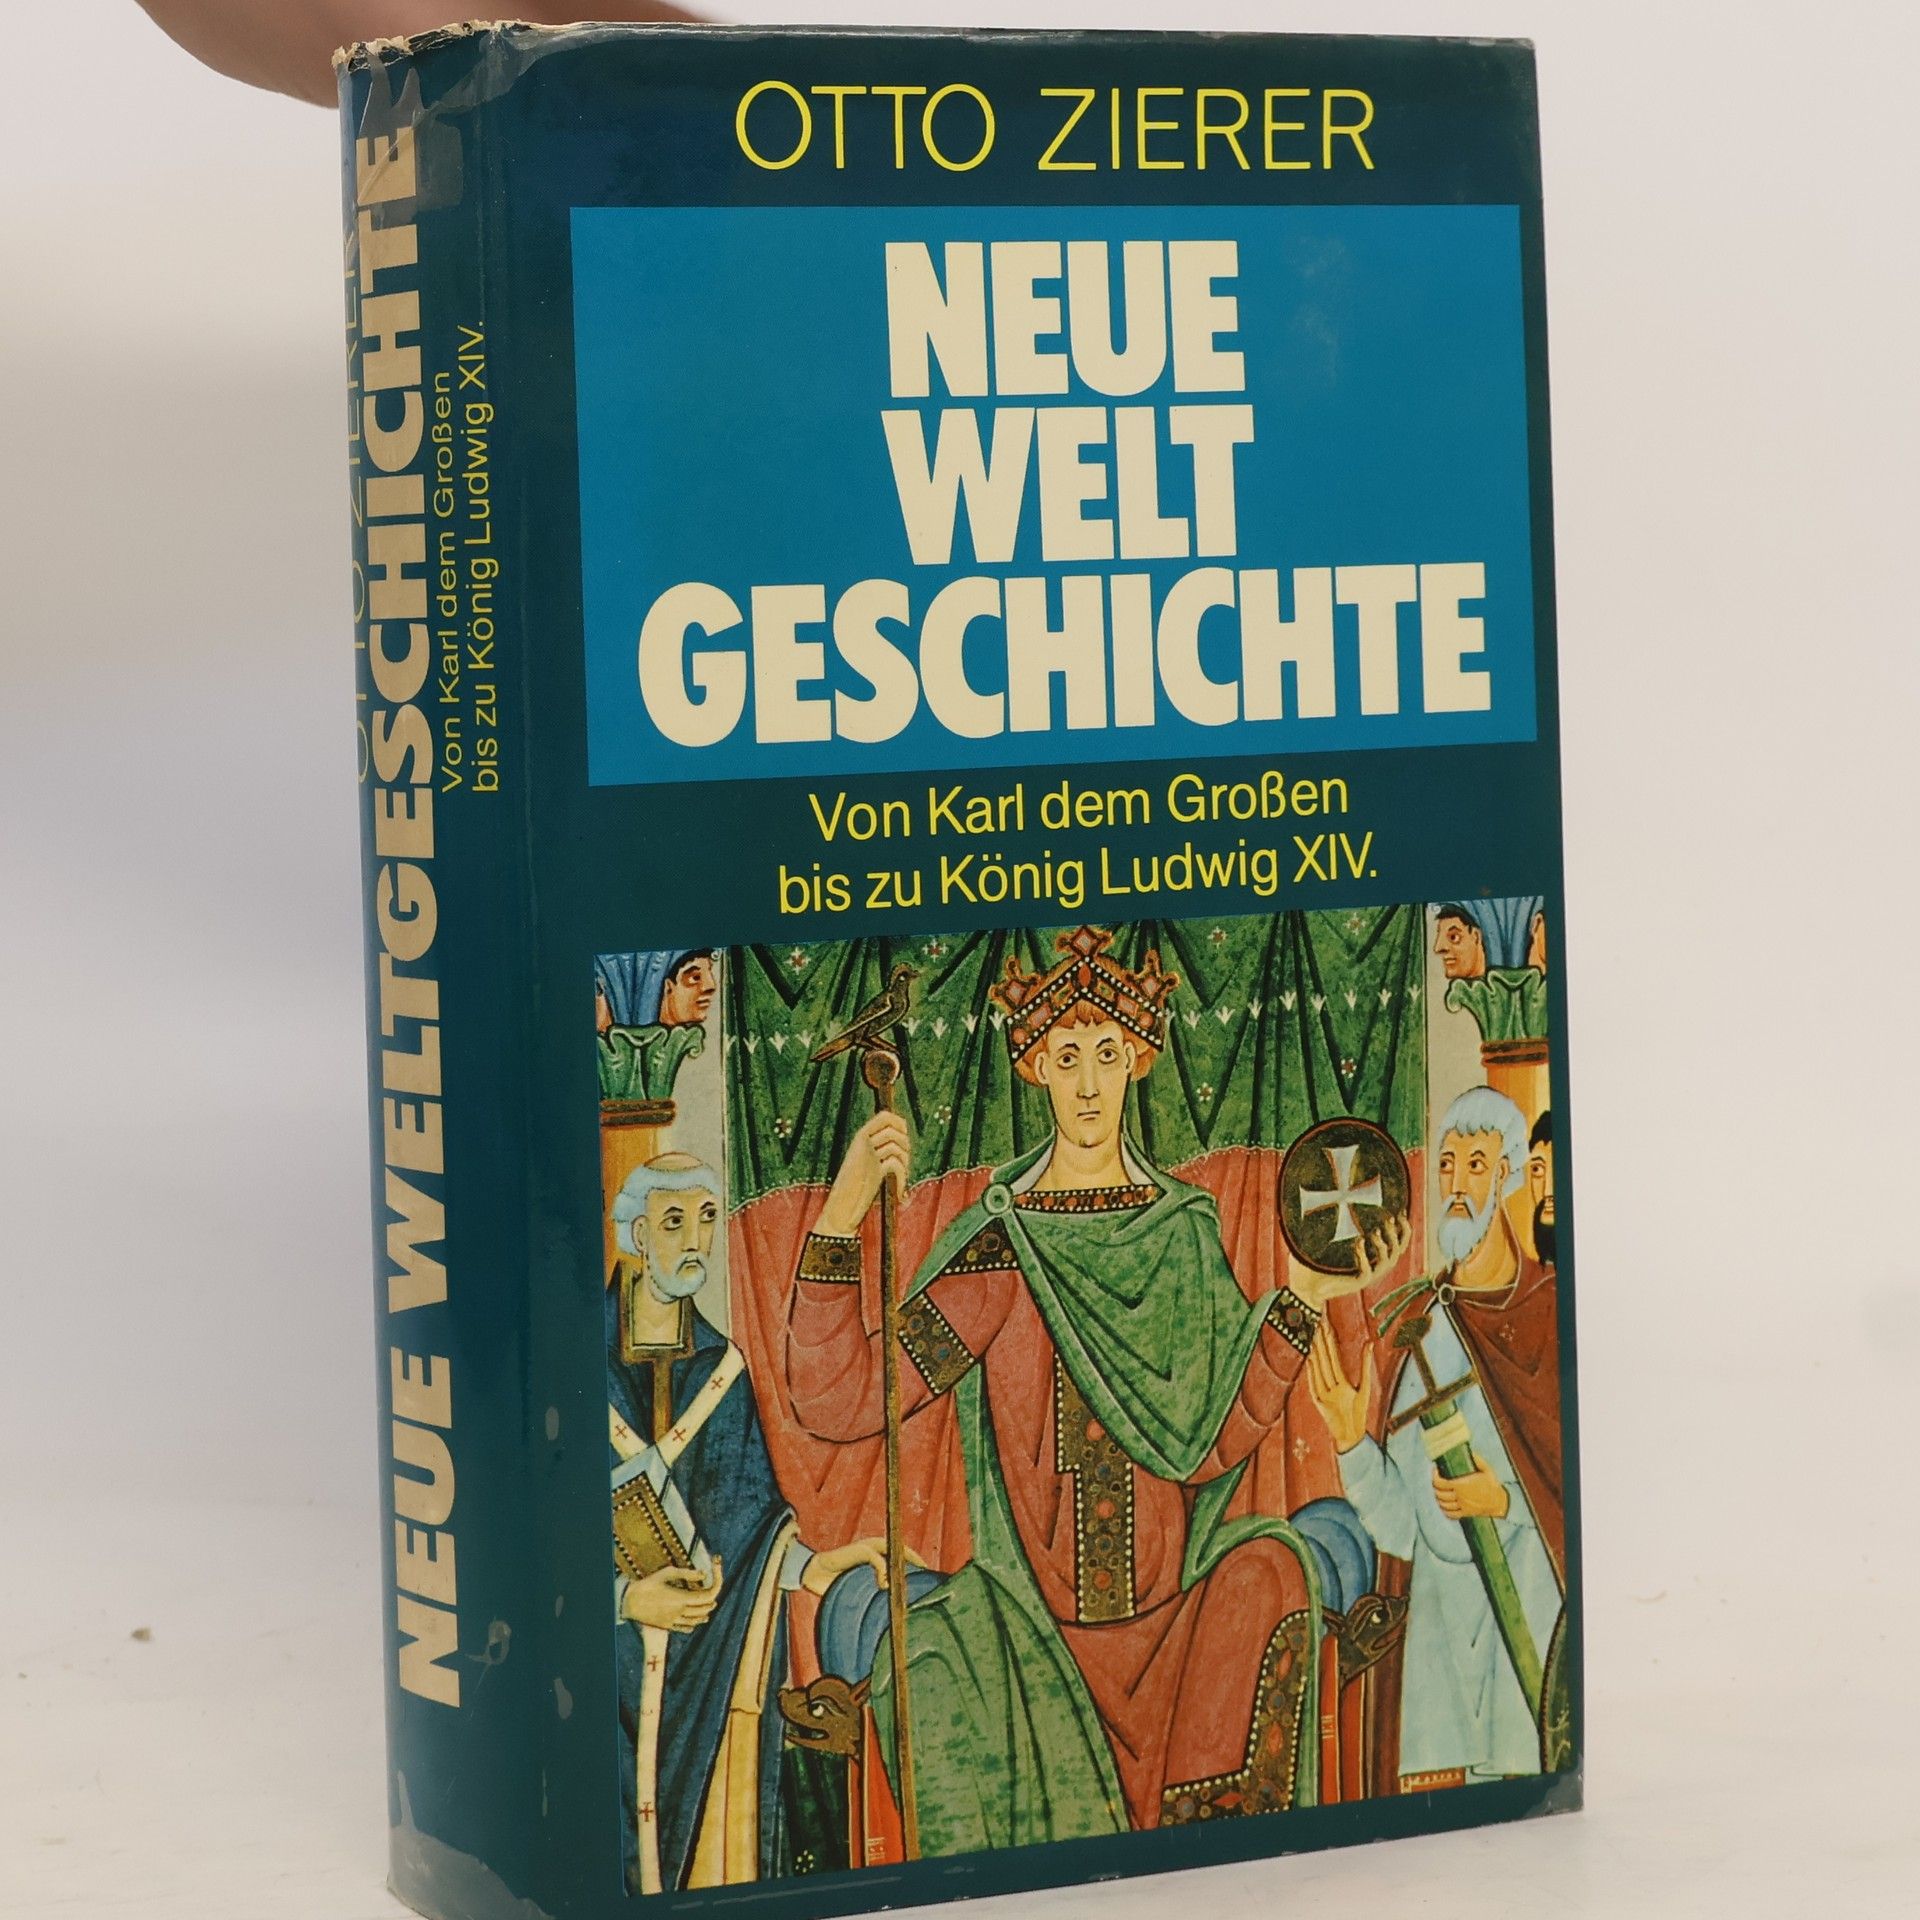 OTTO ZIERER
NEUE
WELT
GESCHICHTE
Von Karl dem Großen
bis zu König Ludwig XIV.
OTTO ZIERER
NEUE WELTGESCHICHTE
Von Karl dem Großen
bis zu König Ludwig XIV.